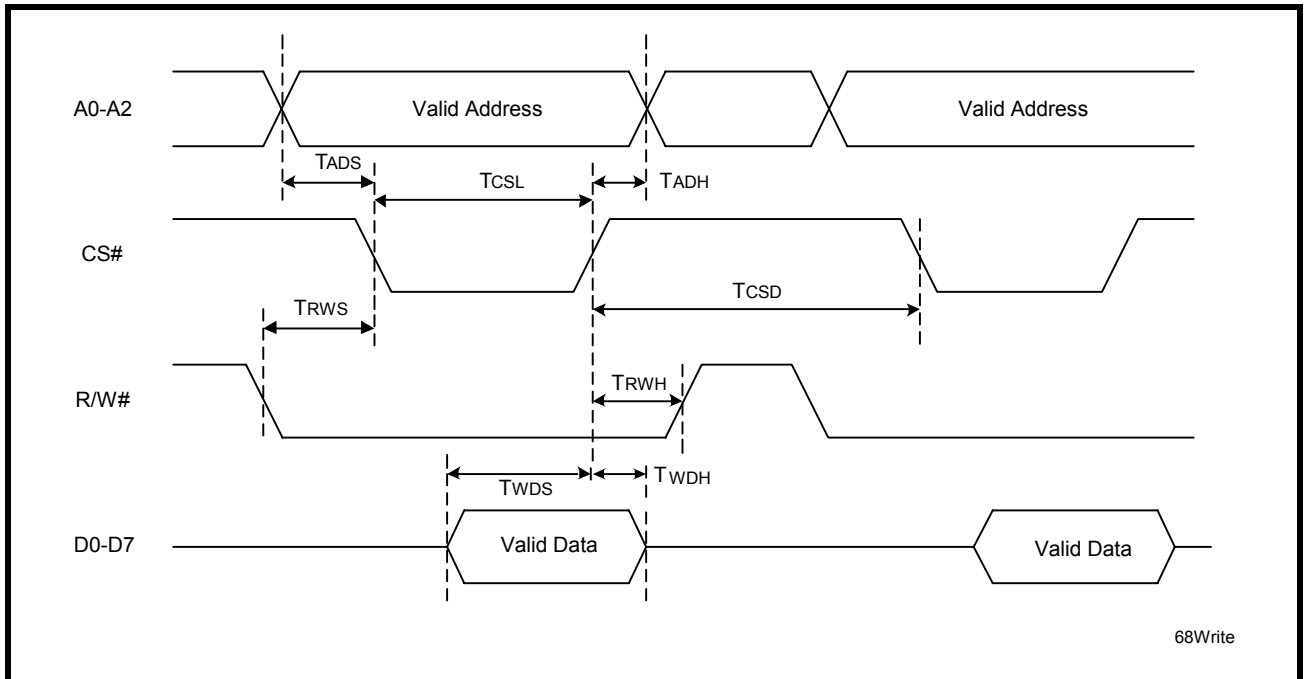 A0-A2
Valid Address
Valid Address
TADS
TCSL
TADH
CS#
TRWS
TCSD
R/W#
TRWH
TWDS
TWDH
D0-D7
Valid Data
Valid Data
68Write